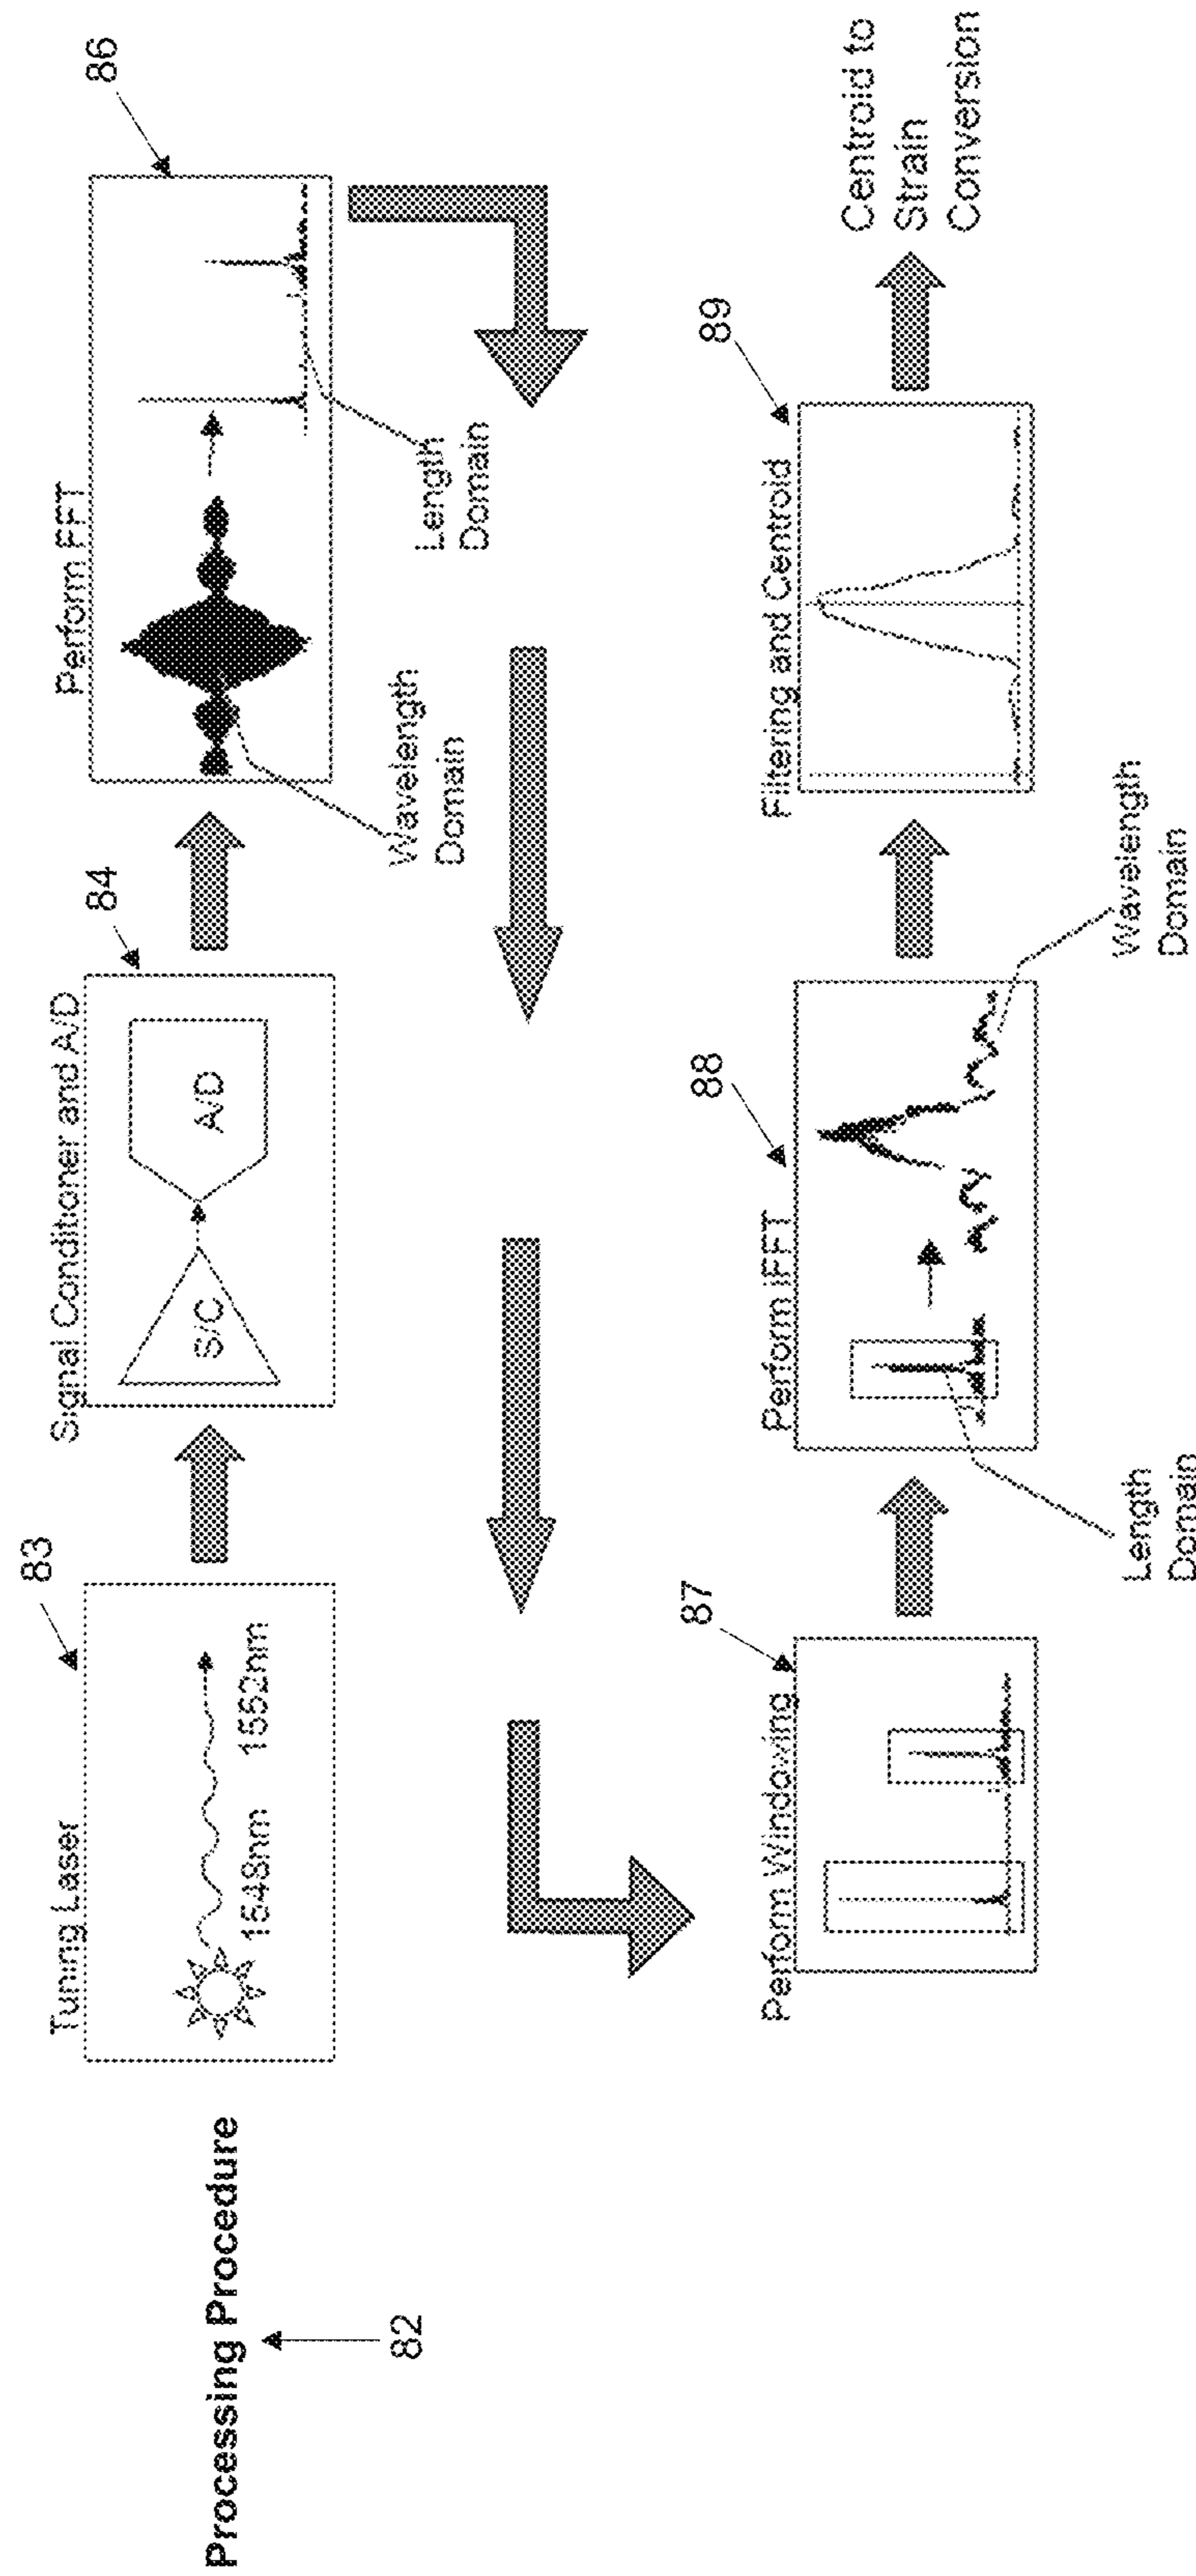 Processing Procedure
82
Tuning Laser
83
1548nm 1552nm
Signal Conditioner and A/D
84
S/C
A/D
Perform FFT
86
Wavelength
Domain
Length
Domain
Perform Windowing
87
Perform iFFT
88
Length
Domain
Wavelength
Domain
Filtering and Centroid
89
Centroid to
Strain
Conversion